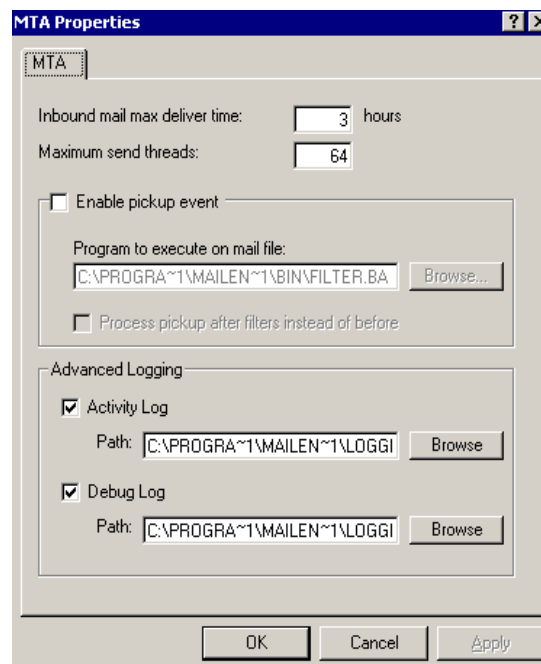 MTA Properties
MTA
Inbound mail max deliver time: 3 hours
Maximum send threads: 64
Enable pickup event
Program to execute on mail file:
C:\PROGRA~1\MAILEN~1\BIN\FILTER.BA Browse...
Process pickup after filters instead of before
Advanced Logging
Activity Log
Path: C:\PROGRA~1\MAILEN~1\LOGGI Browse
Debug Log
Path: C:\PROGRA~1\MAILEN~1\LOGGI Browse
OK Cancel Apply